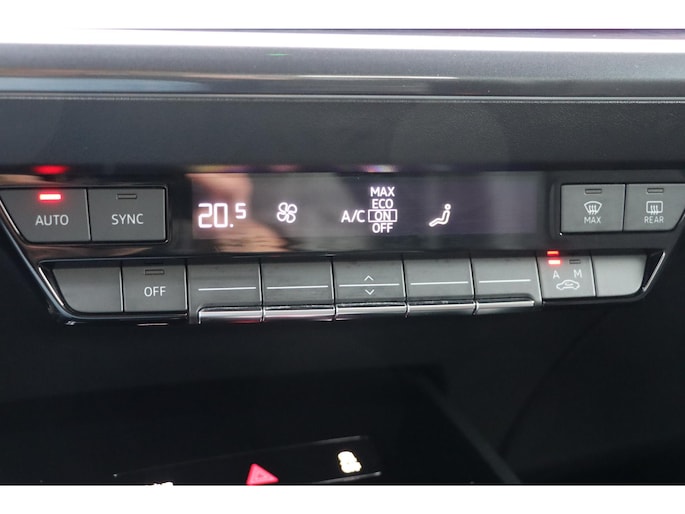 MAX
ECO
20.5 A/C ON
OFF
AUTO SYNC
MAX REAR
OFF
A M